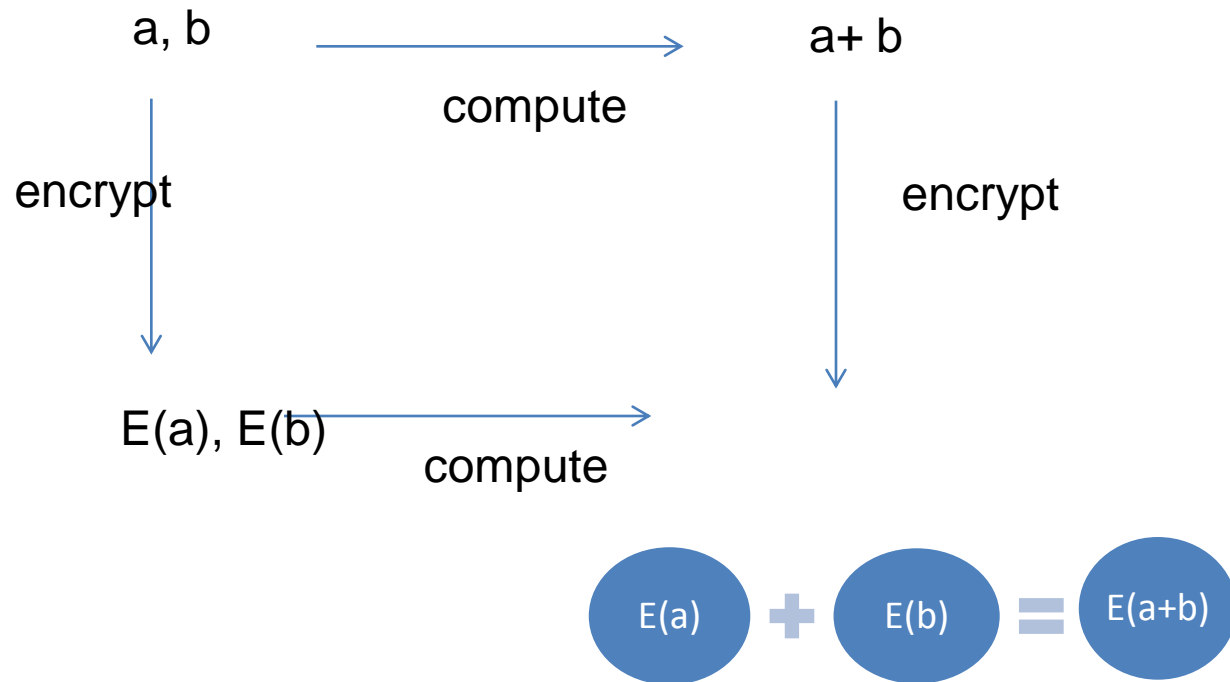 a, b
a+ b
compute
encrypt
encrypt
E(a), E(b)
compute
E(a) + E(b) = E(a+b)